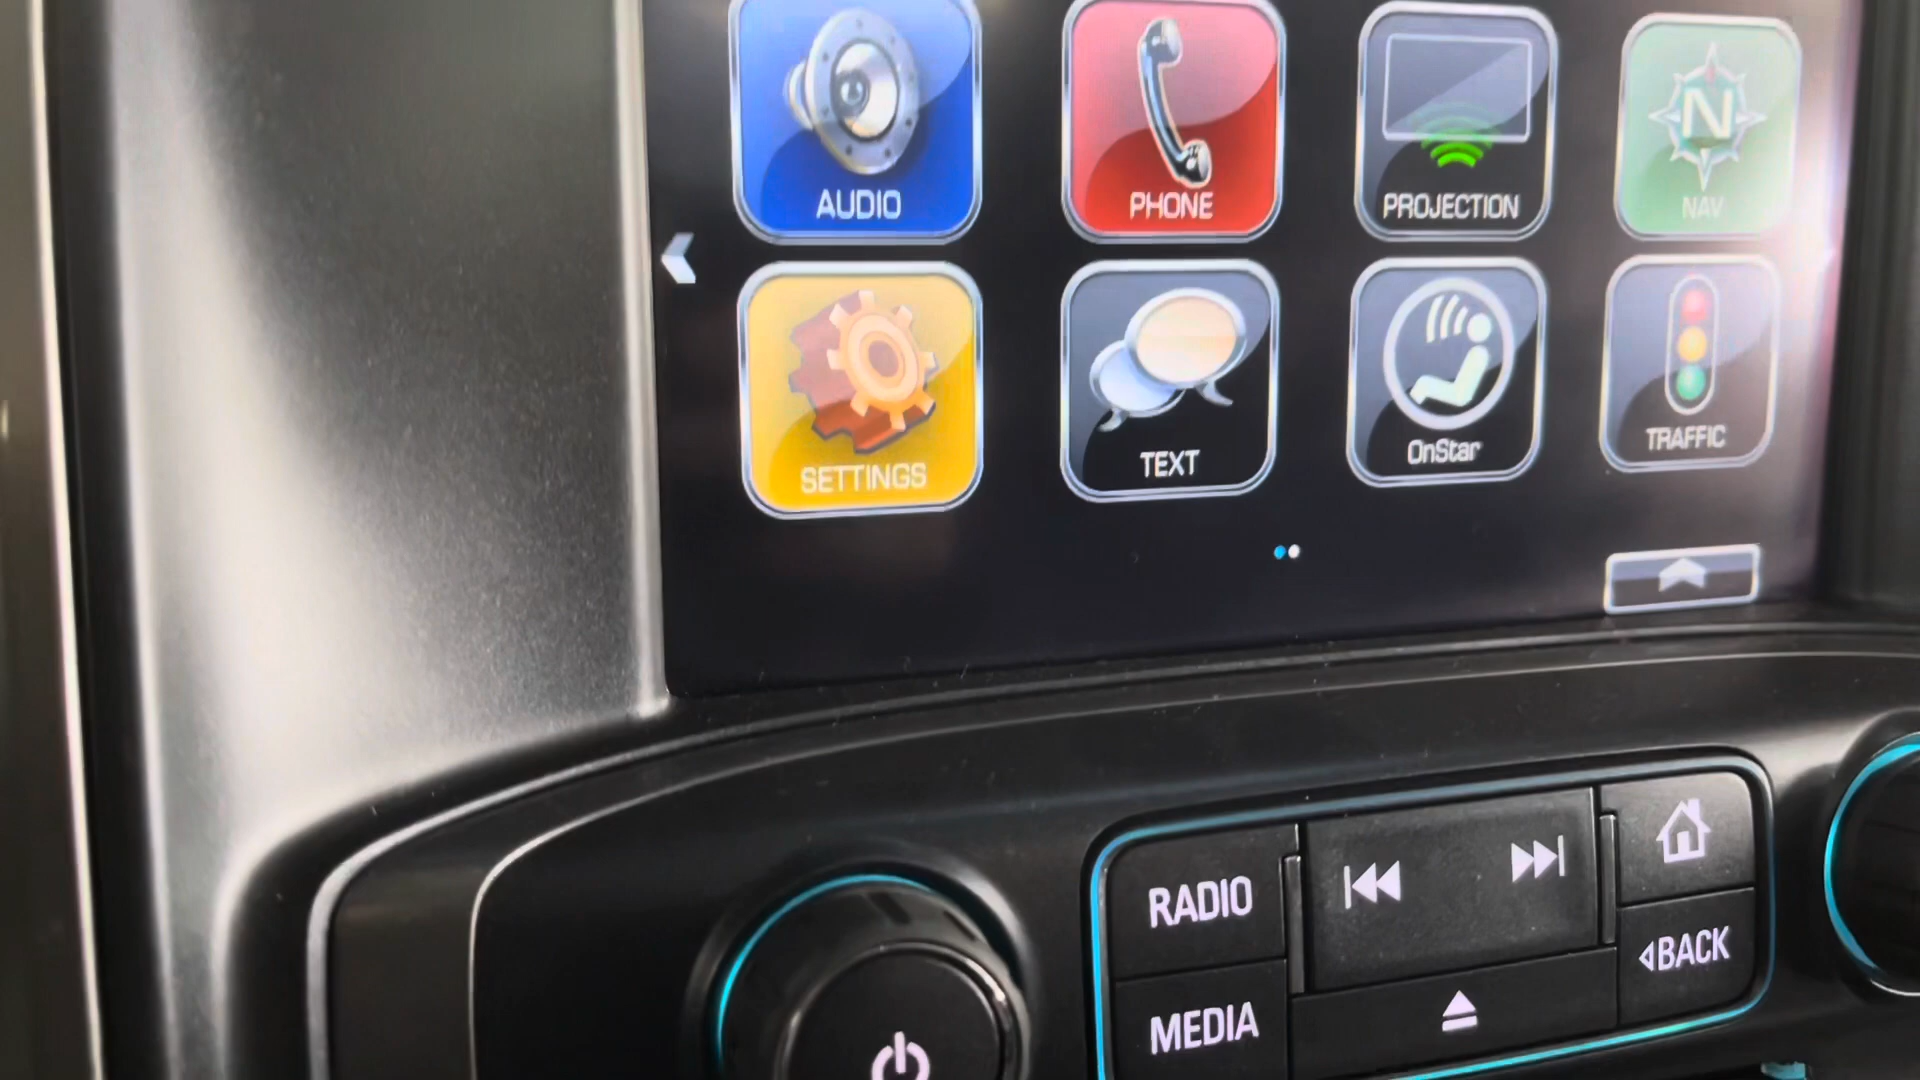 AUDIO
PHONE
PROJECTION
N
NAV
SETTINGS
TEXT
OnStar
TRAFFIC
RADIO
MEDIA
BACK